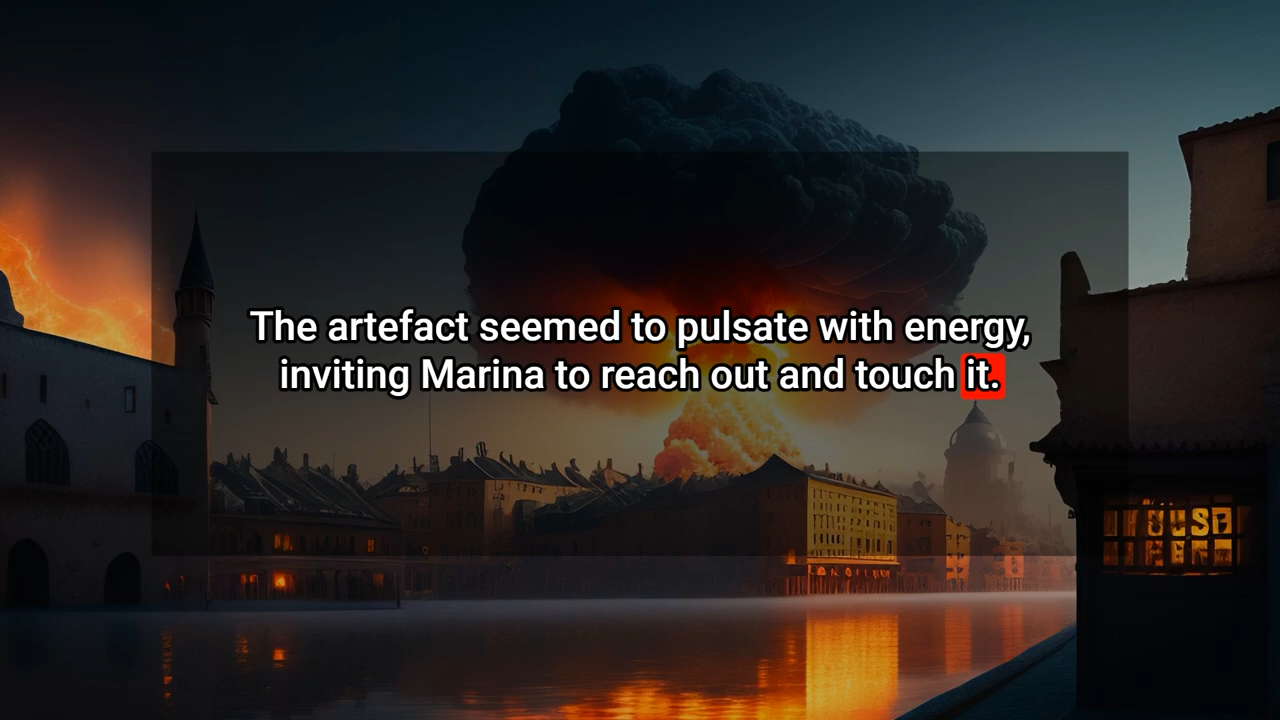 The artefact seemed to pulsate with energy,
inviting Marina to reach out and touch it.